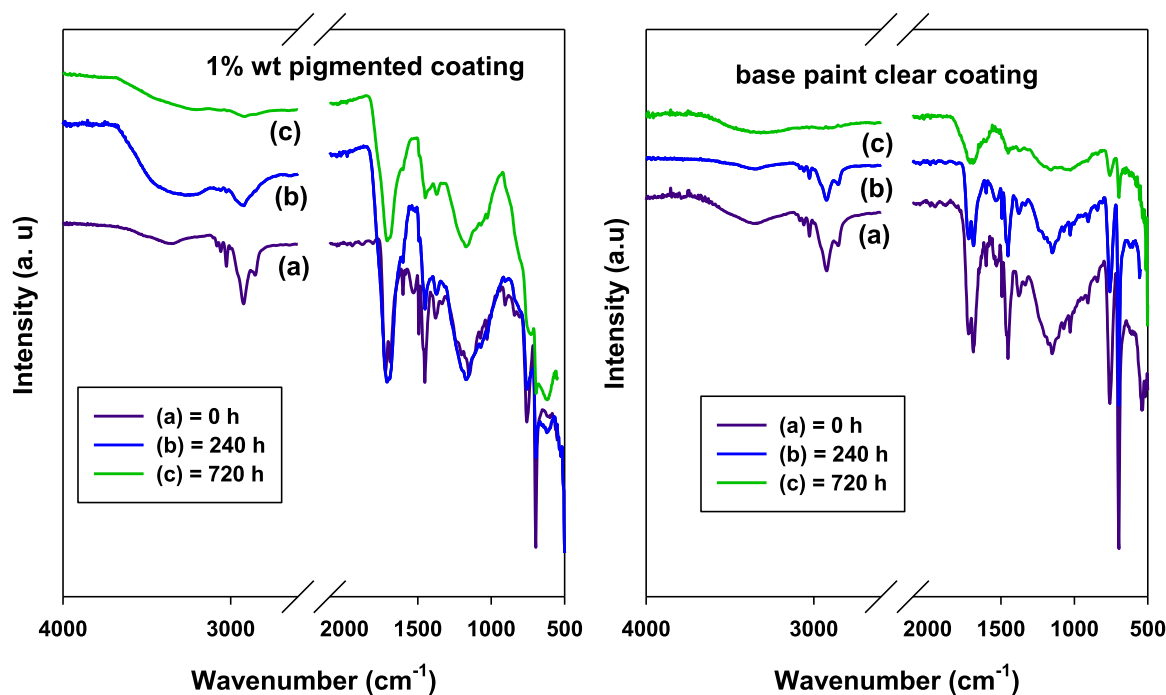 1% wt pigmented coating
(c)
(b)
(a)
(a) = 0 h
(b) = 240 h
(c) = 720 h
Intensity (a. u)
4000 3000 2000 1500 1000 500
Wavenumber (cm⁻¹)
base paint clear coating
(c)
(b)
(a)
(a) = 0 h
(b) = 240 h
(c) = 720 h
Intensity (a.u)
4000 3000 2000 1500 1000 500
Wavenumber (cm⁻¹)